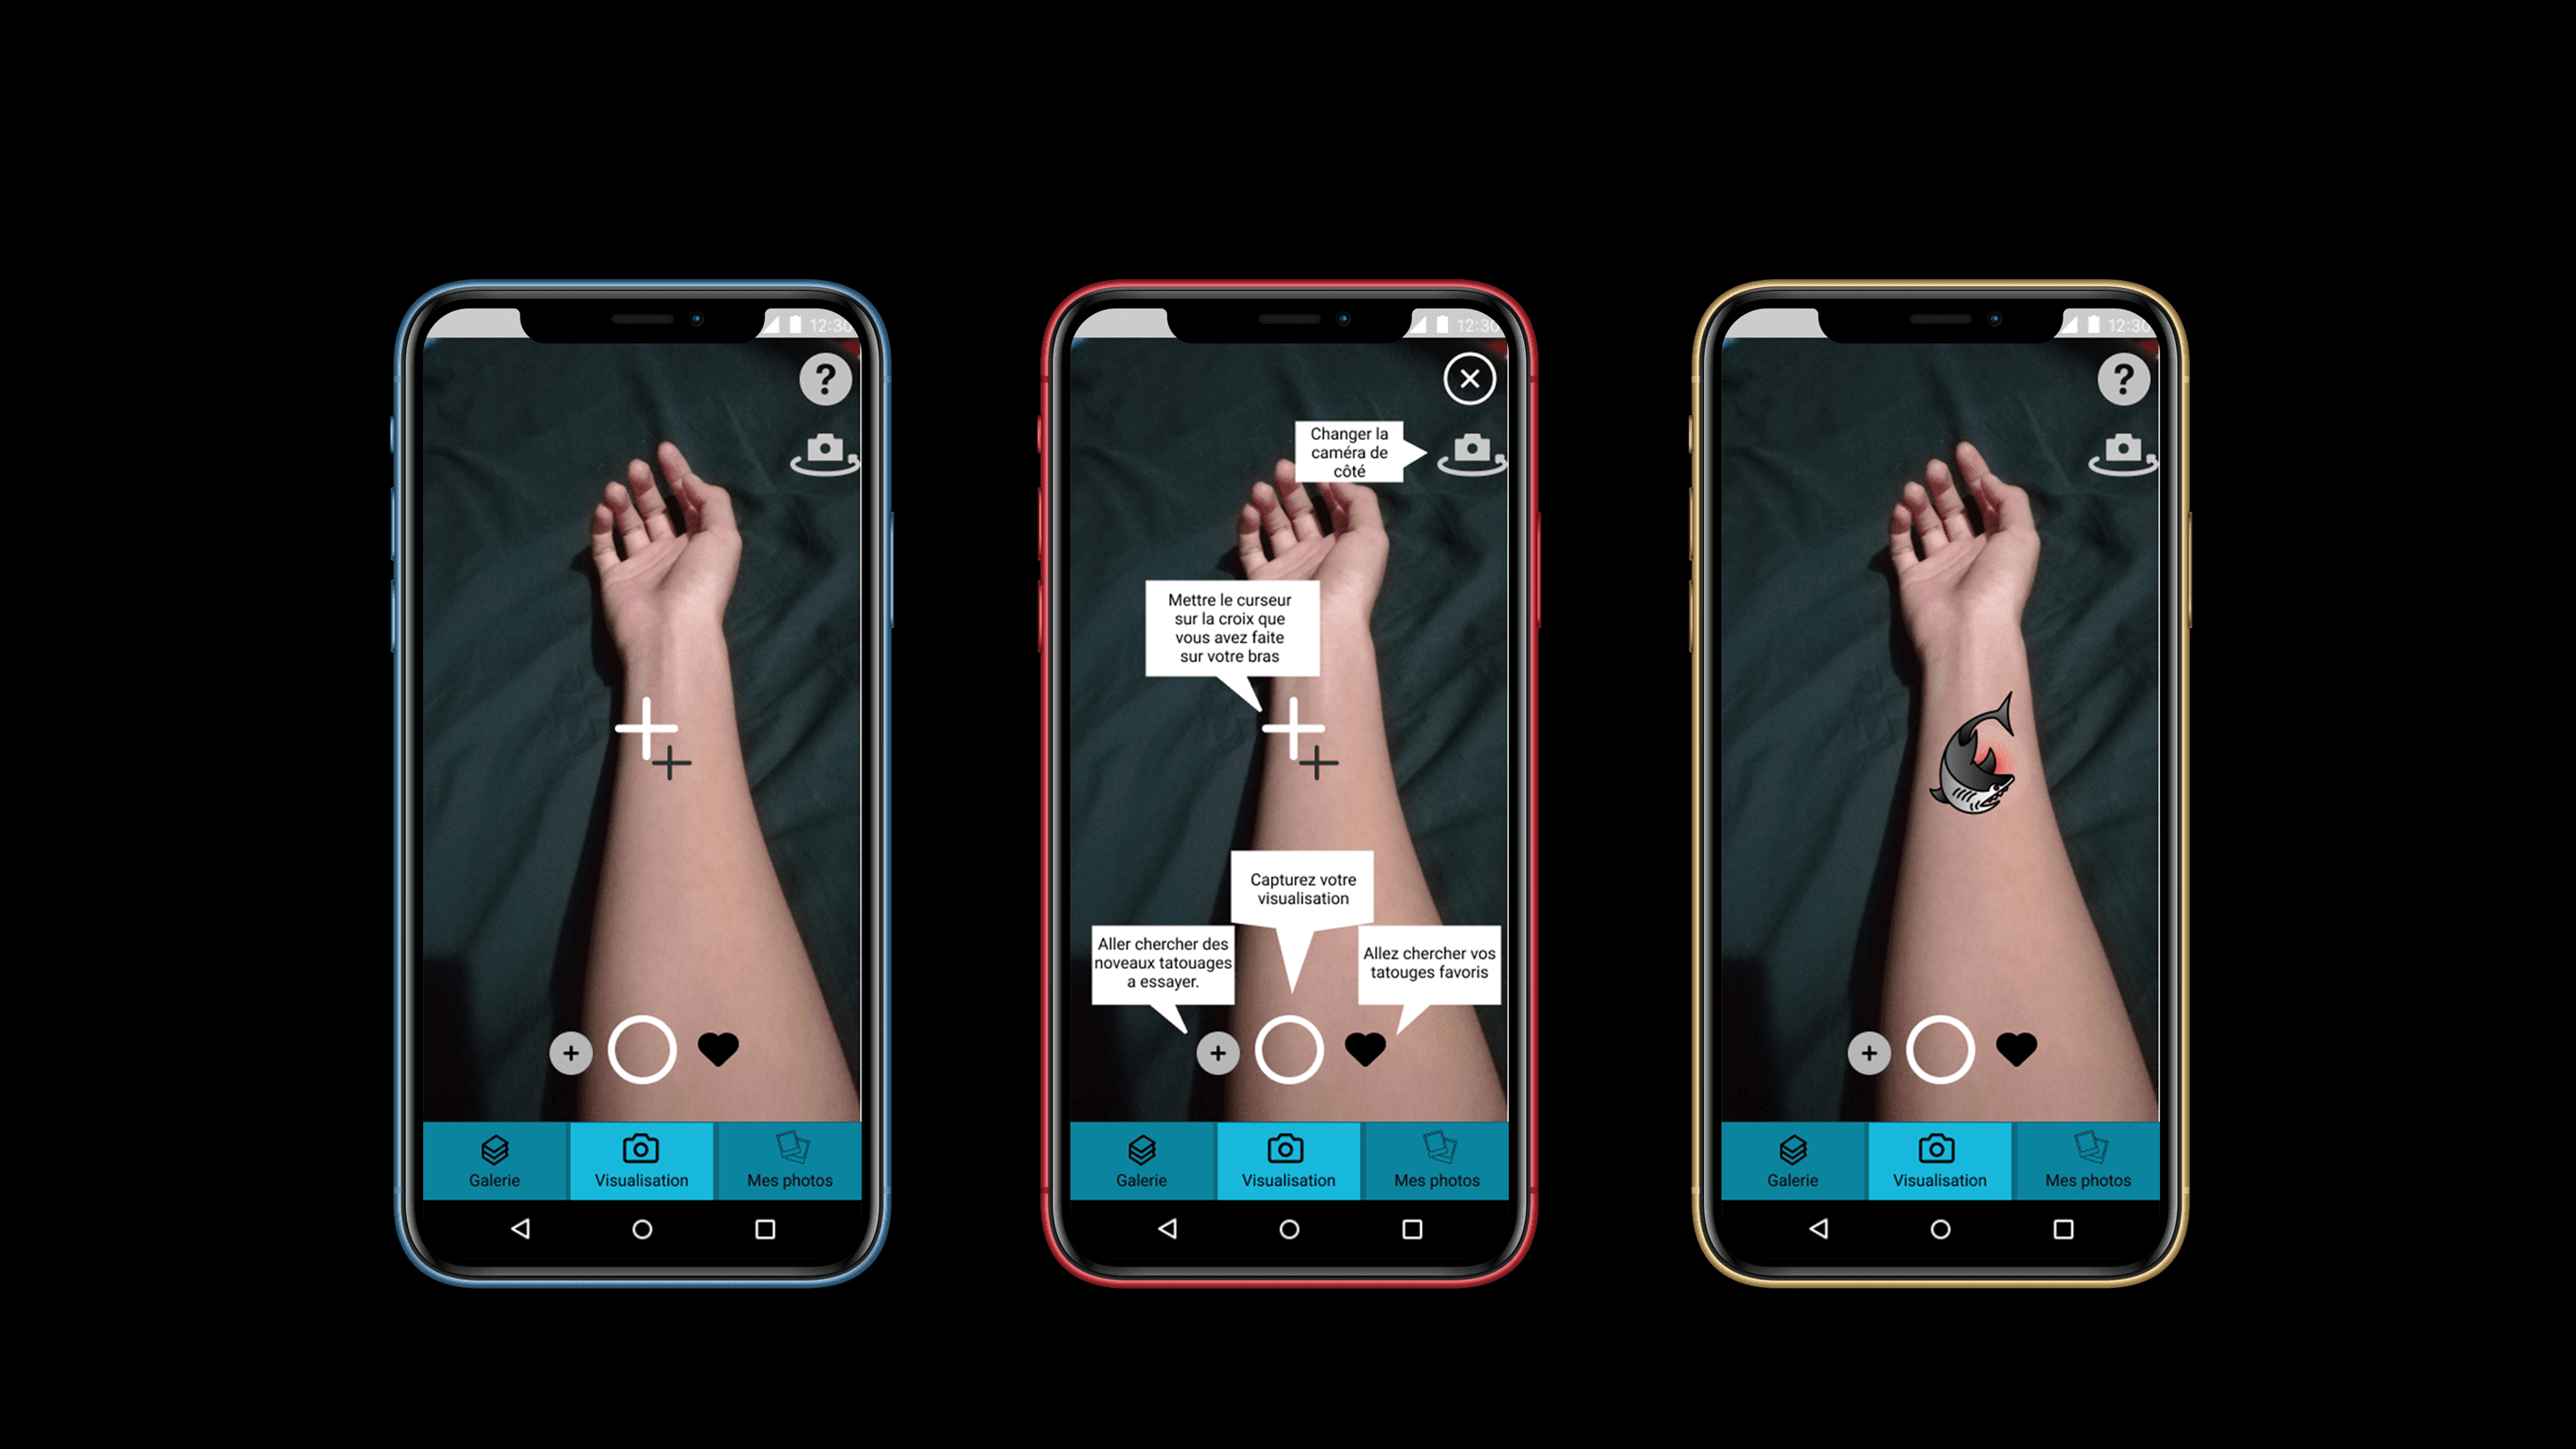 12:30
?
Galerie
Visualisation
Mes photos
12:30
Changer la
caméra de
côté
Mettre le curseur
sur la croix que
vous avez faite
sur votre bras
Capturez votre
visualisation
Aller chercher des
noveaux tatouages
a essayer.
Allez chercher vos
tatouges favoris
Galerie
Visualisation
Mes photos
12:30
?
Galerie
Visualisation
Mes photos